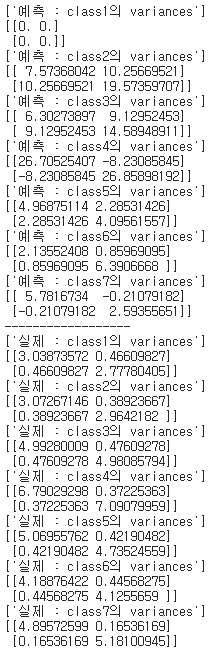 ['예측 : class1의 variances']
[[0. 0.]
 [0. 0.]]
['예측 : class2의 variances']
[[ 7.57368042 10.25669521]
 [10.25669521 19.57359707]]
['예측 : class3의 variances']
[[ 6.30273897  9.12952453]
 [ 9.12952453 14.58948911]]
['예측 : class4의 variances']
[[26.70525407 -8.23085845]
 [-8.23085845 26.85898192]]
['예측 : class5의 variances']
[[4.96875114 2.28531426]
 [2.28531426 4.09561557]]
['예측 : class6의 variances']
[[2.13552408 0.85969095]
 [0.85969095 6.3906668 ]]
['예측 : class7의 variances']
[[ 5.7816734  -0.21079182]
 [-0.21079182  2.59355651]]
------------------
['실제 : class1의 variances']
[[3.03873572 0.46609827]
 [0.46609827 2.77780405]]
['실제 : class2의 variances']
[[3.07267146 0.38923667]
 [0.38923667 2.9642182 ]]
['실제 : class3의 variances']
[[4.99280009 0.47609278]
 [0.47609278 4.98085794]]
['실제 : class4의 variances']
[[6.79029298 0.37225363]
 [0.37225363 7.09079959]]
['실제 : class5의 variances']
[[5.06955762 0.42190482]
 [0.42190482 4.73524559]]
['실제 : class6의 variances']
[[4.18876422 0.44568275]
 [0.44568275 4.1255659 ]]
['실제 : class7의 variances']
[[4.89572599 0.16536169]
 [0.16536169 5.18100945]]